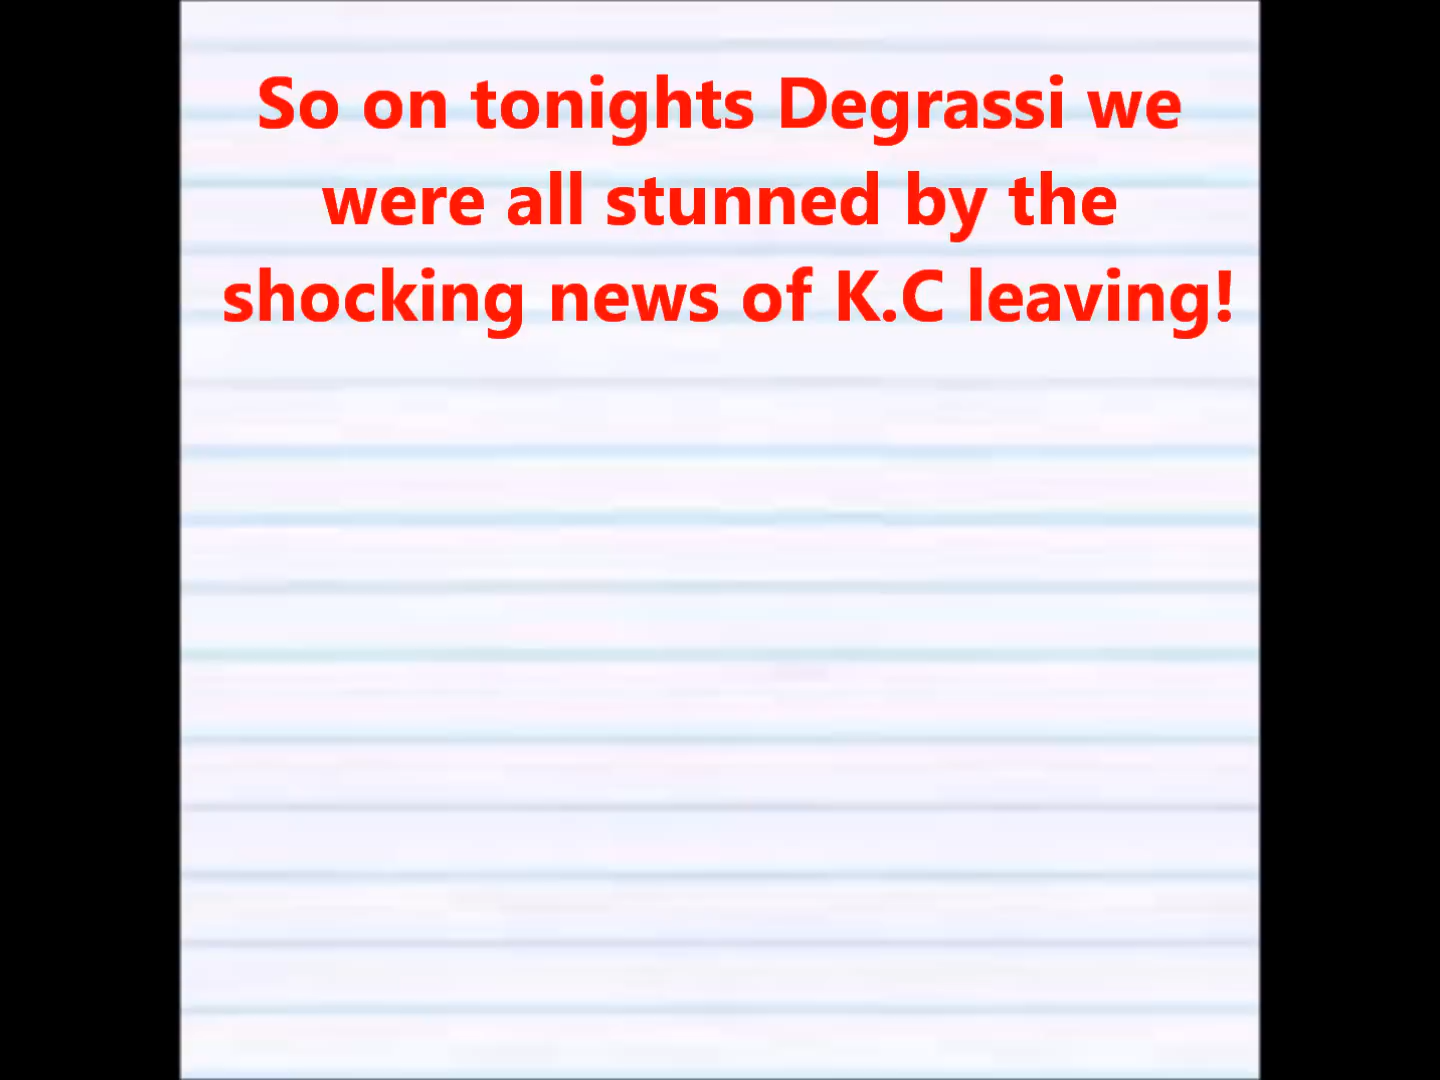 So on tonights Degrassi we
were all stunned by the
shocking news of K.C leaving!